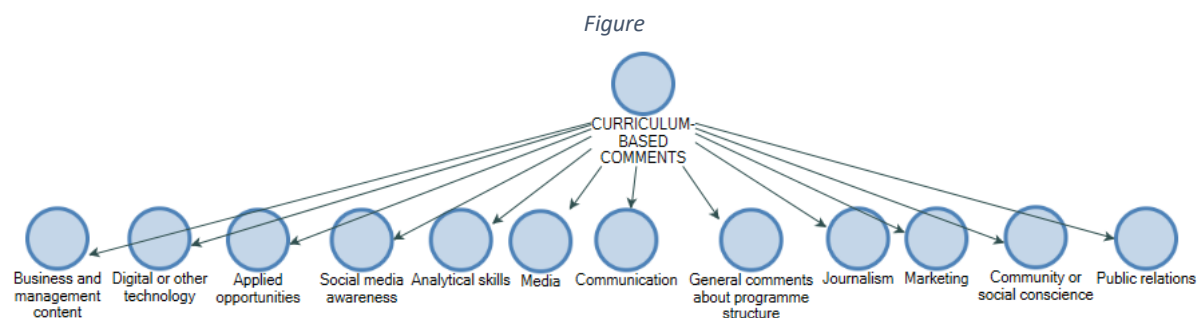 Figure
CURRICULUM-
BASED
COMMENTS
Business and
management
content
Digital or other
technology
Applied
opportunities
Social media
awareness
Analytical skills
Media
Communication
General comments
about programme
structure
Journalism
Marketing
Community or
social conscience
Public relations